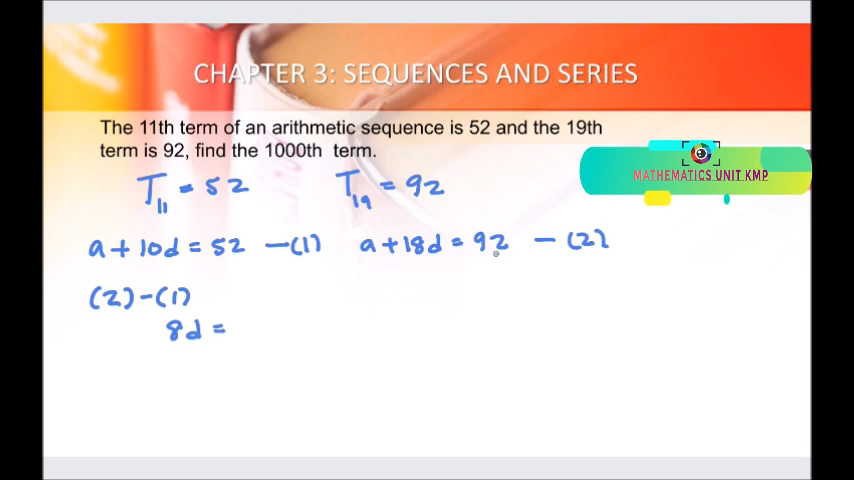 CHAPTER 3: SEQUENCES AND SERIES
The 11th term of an arithmetic sequence is 52 and the 19th
term is 92, find the 1000th term.
MATHEMATICS UNIT KMP
T₁₁ = 52 T₁₉ = 92
a + 10d = 52 —(1) a + 18d = 92 — (2)
(2) - (1)
8d =